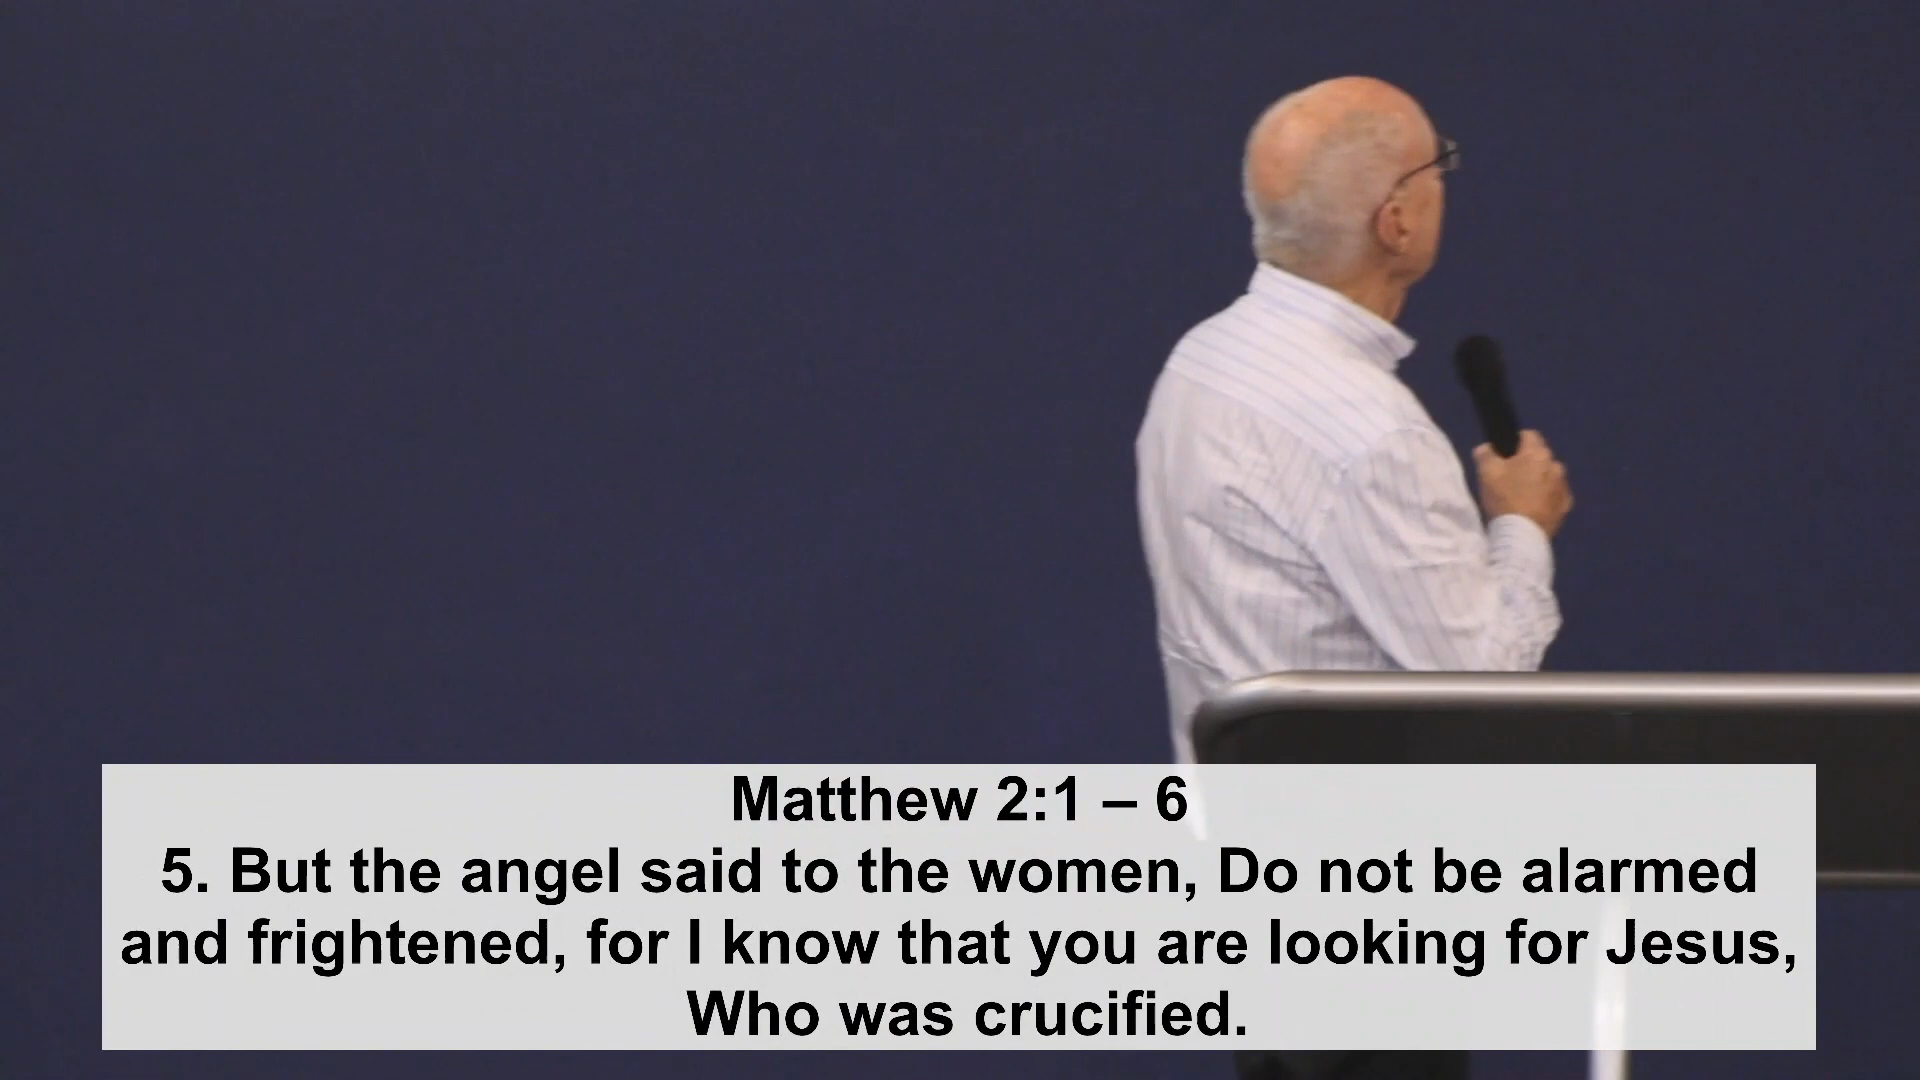 Matthew 2:1 – 6
5. But the angel said to the women, Do not be alarmed
and frightened, for I know that you are looking for Jesus,
Who was crucified.